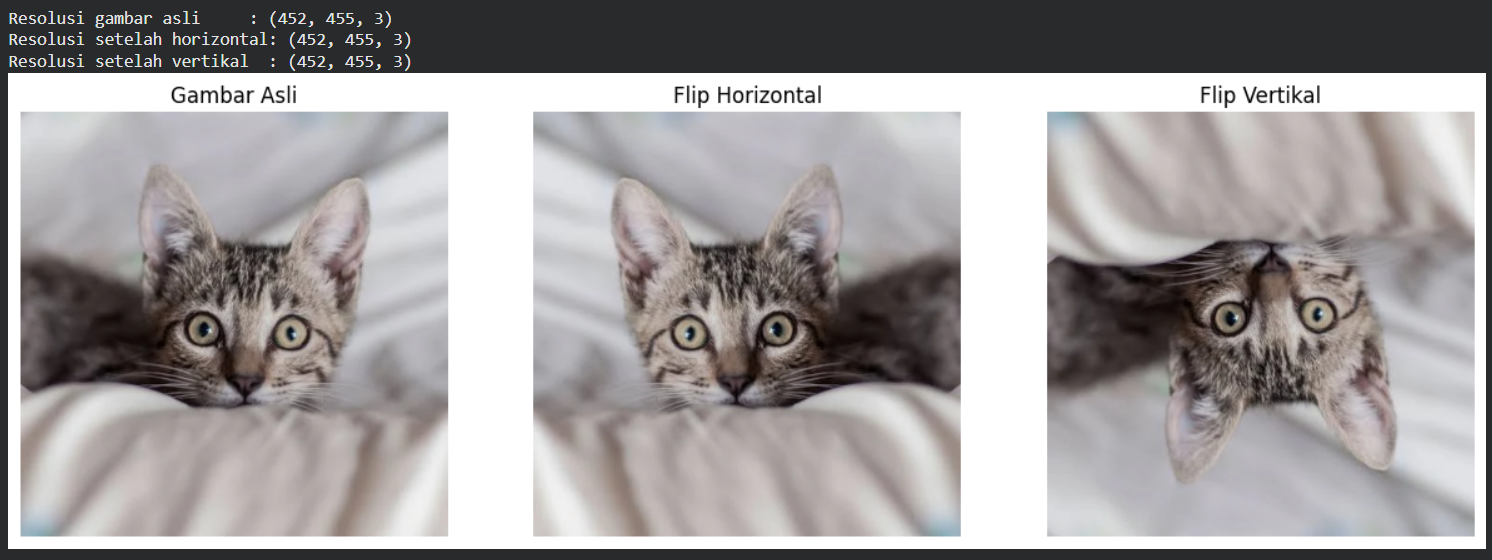 Resolusi gambar asli     : (452, 455, 3)
Resolusi setelah horizontal: (452, 455, 3)
Resolusi setelah vertikal  : (452, 455, 3)
Gambar Asli
Flip Horizontal
Flip Vertikal